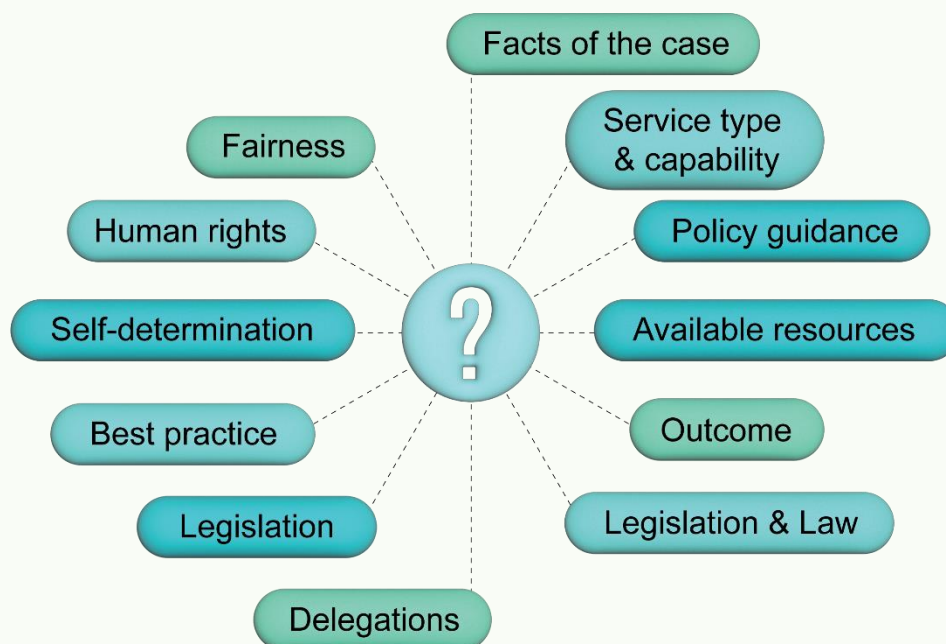 Facts of the case
Service type
& capability
Fairness
Human rights
Policy guidance
?
Self-determination
Available resources
Best practice
Outcome
Legislation
Legislation & Law
Delegations